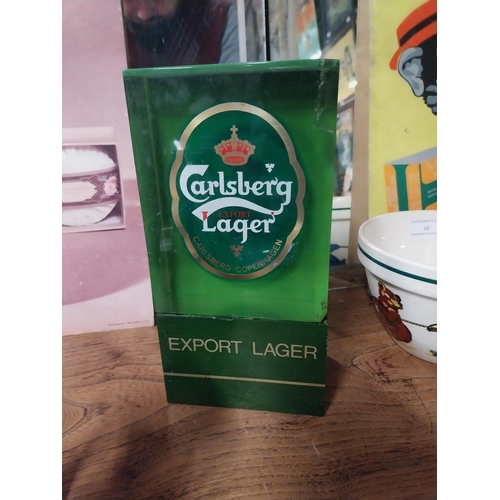 Carlsberg
EXPORT
Lager
CARLSBERG · COPENHAGEN
EXPORT LAGER